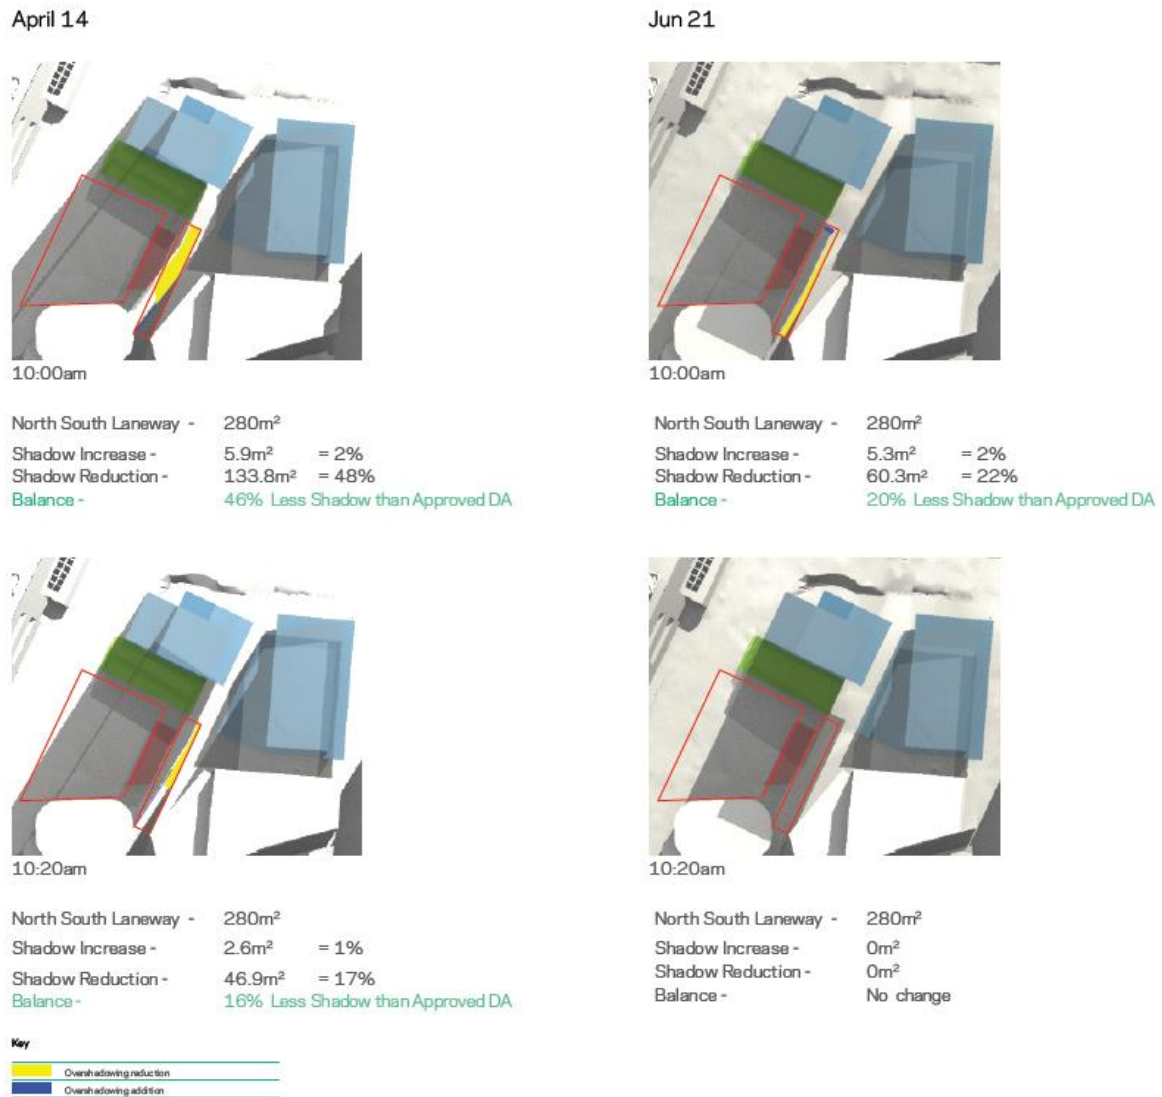 April 14
Jun 21
10:00am
10:00am
North South Laneway - 280m²
Shadow Increase - 5.9m² = 2%
Shadow Reduction - 133.8m² = 48%
Balance - 46% Less Shadow than Approved DA
North South Laneway - 280m²
Shadow Increase - 5.3m² = 2%
Shadow Reduction - 60.3m² = 22%
Balance - 20% Less Shadow than Approved DA
10:20am
10:20am
North South Laneway - 280m²
Shadow Increase - 2.6m² = 1%
Shadow Reduction - 46.9m² = 17%
Balance - 16% Less Shadow than Approved DA
North South Laneway - 280m²
Shadow Increase - 0m²
Shadow Reduction - 0m²
Balance - No change
Key
Overshadowing reduction
Overshadowing addition